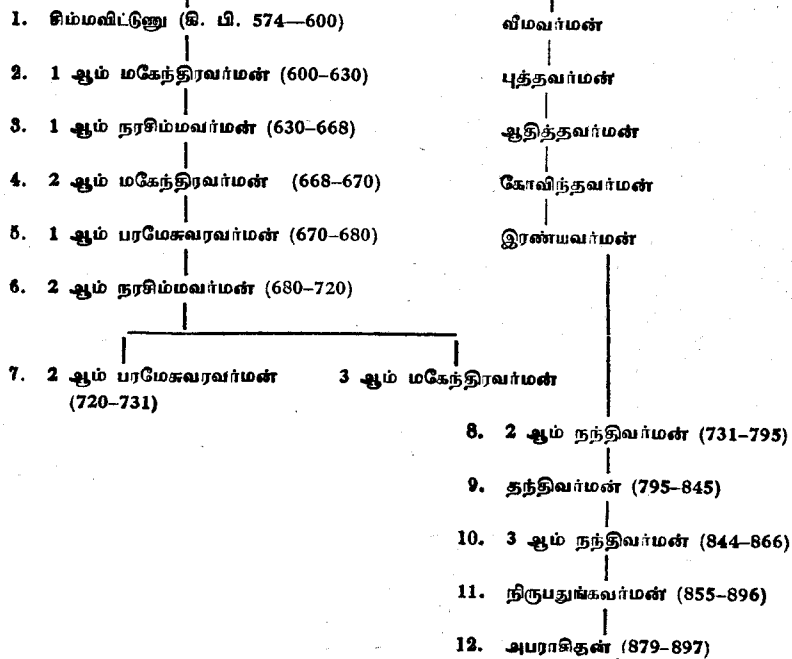 1. சிம்மவிட்டுணு (கி. பி. 574—600)
வீமவர்மன்
2. 1 ஆம் மகேந்திரவர்மன் (600–630)
புத்தவர்மன்
3. 1 ஆம் நரசிம்மவர்மன் (630–668)
ஆதித்தவர்மன்
4. 2 ஆம் மகேந்திரவர்மன் (668–670)
கோவிந்தவர்மன்
5. 1 ஆம் பரமேசுவரவர்மன் (670–680)
இரண்யவர்மன்
6. 2 ஆம் நரசிம்மவர்மன் (680–720)
7. 2 ஆம் பரமேசுவரவர்மன்
(720–731)
3 ஆம் மகேந்திரவர்மன்
8. 2 ஆம் நந்திவர்மன் (731–795)
9. தந்திவர்மன் (795–845)
10. 3 ஆம் நந்திவர்மன் (844–866)
11. நிருபதுங்கவர்மன் (855–896)
12. அபராசிதன் (879–897)